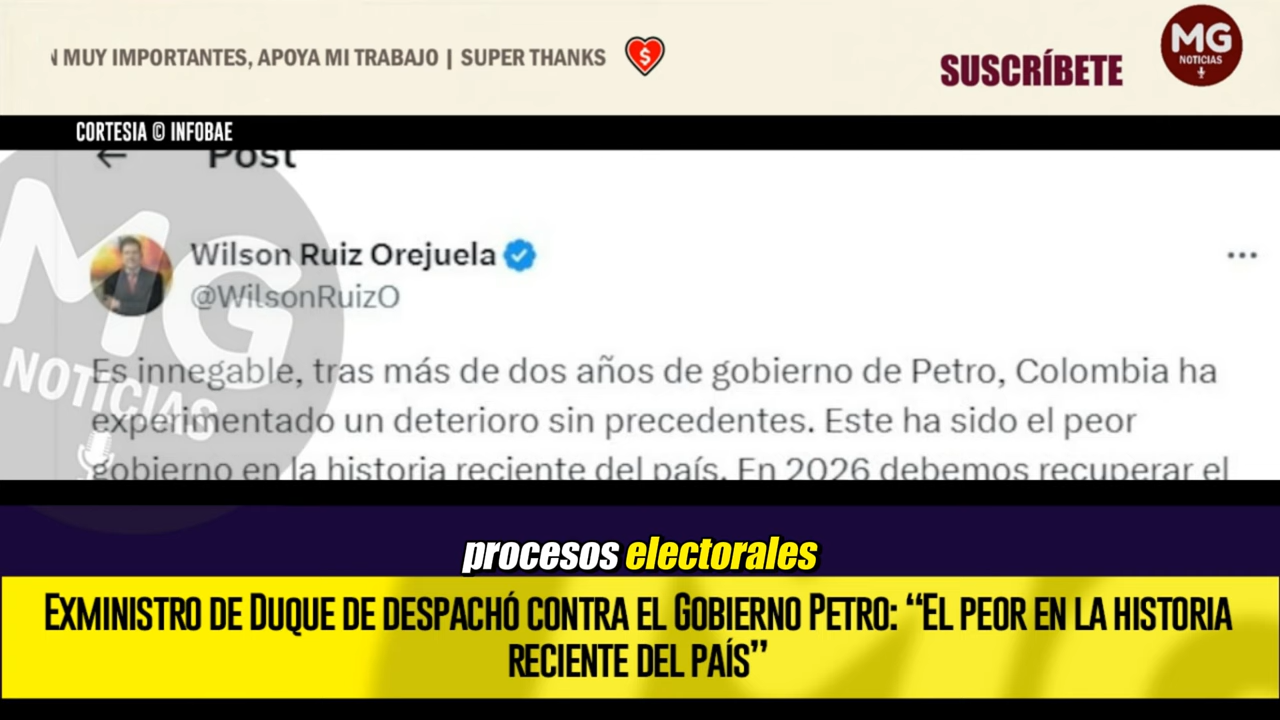 MUY IMPORTANTES, APOYA MI TRABAJO | SUPER THANKS
$
SUSCRÍBETE
MG
NOTICIAS
CORTESIA © INFOBAE
Post
MG
NOTICIAS
Wilson Ruiz Orejuela
@WilsonRuizO
Es innegable, tras más de dos años de gobierno de Petro, Colombia ha
experimentado un deterioro sin precedentes. Este ha sido el peor
gobierno en la historia reciente del país. En 2026 debemos recuperar el
procesos electorales
EXMINISTRO DE DUQUE DE DESPACHÓ CONTRA EL GOBIERNO PETRO: “EL PEOR EN LA HISTORIA
RECIENTE DEL PAÍS”